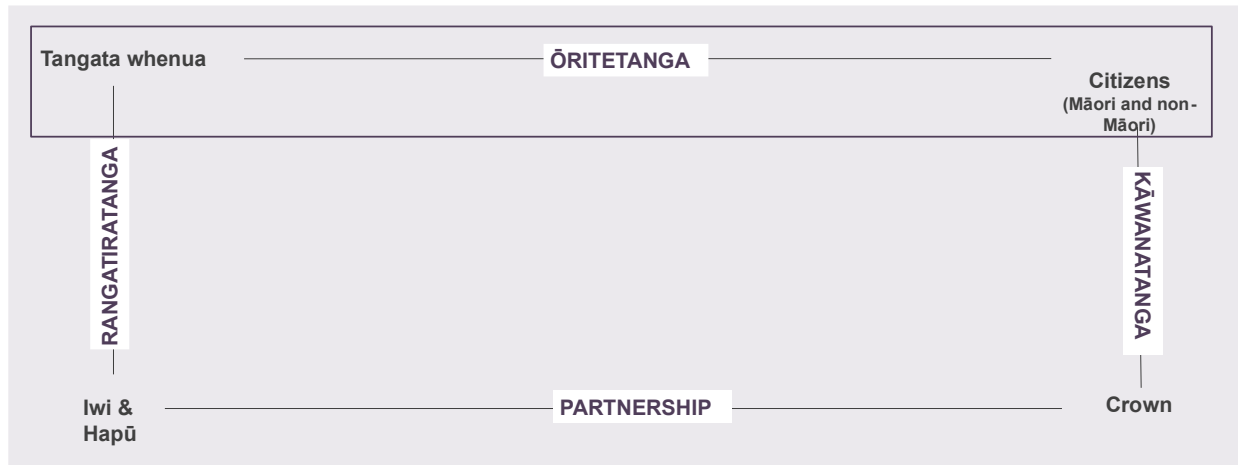 Tangata whenua
ŌRITETANGA
Citizens
(Māori and non-
Māori)
RANGATIRATANGA
KĀWANATANGA
Iwi &
Hapū
PARTNERSHIP
Crown